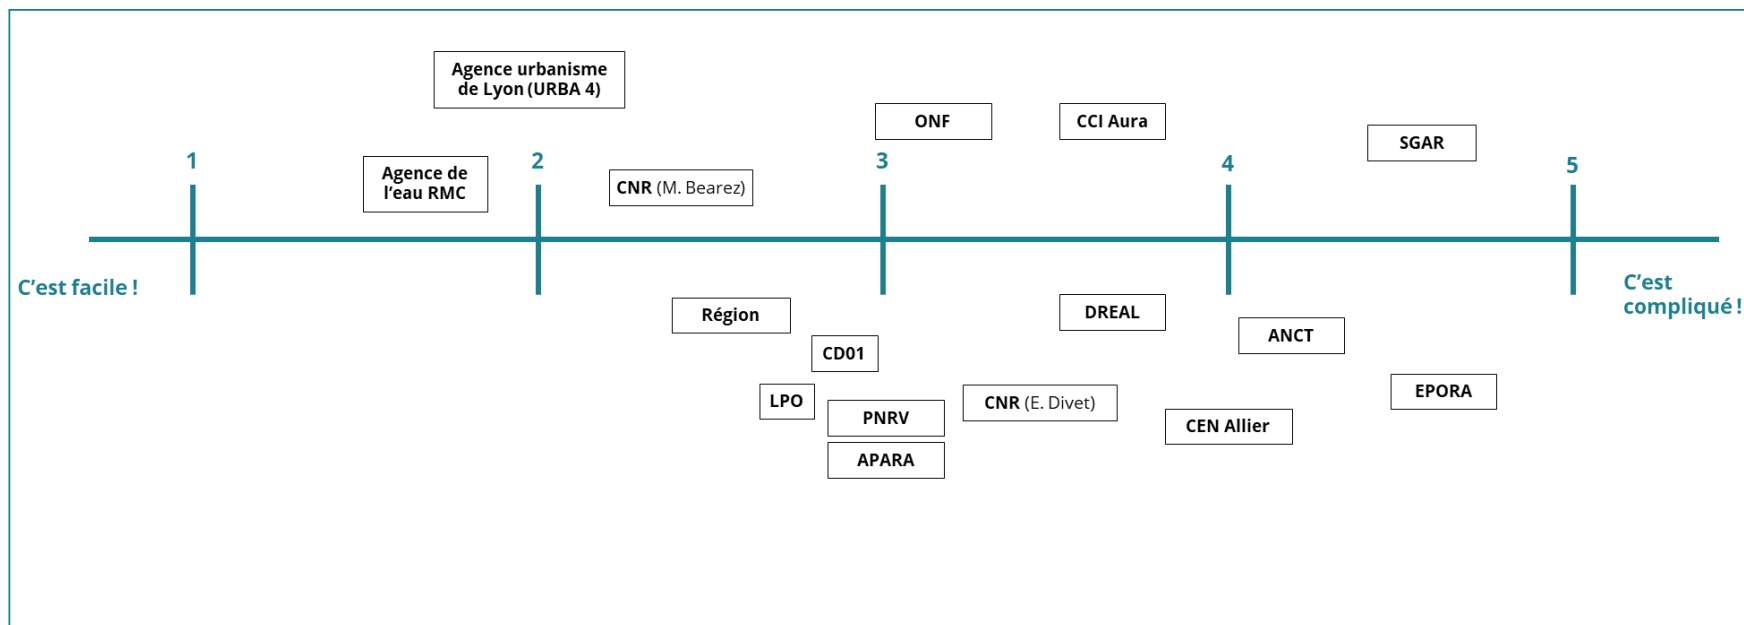 Agence urbanisme
de Lyon (URBA 4)
ONF
CCI Aura
SGAR
1
2
3
4
5
Agence de
l'eau RMC
CNR (M. Bearez)
C'est facile !
C'est
compliqué !
Région
DREAL
ANCT
CD01
LPO
PNRV
CNR (E. Divet)
EPORA
CEN Allier
APARA